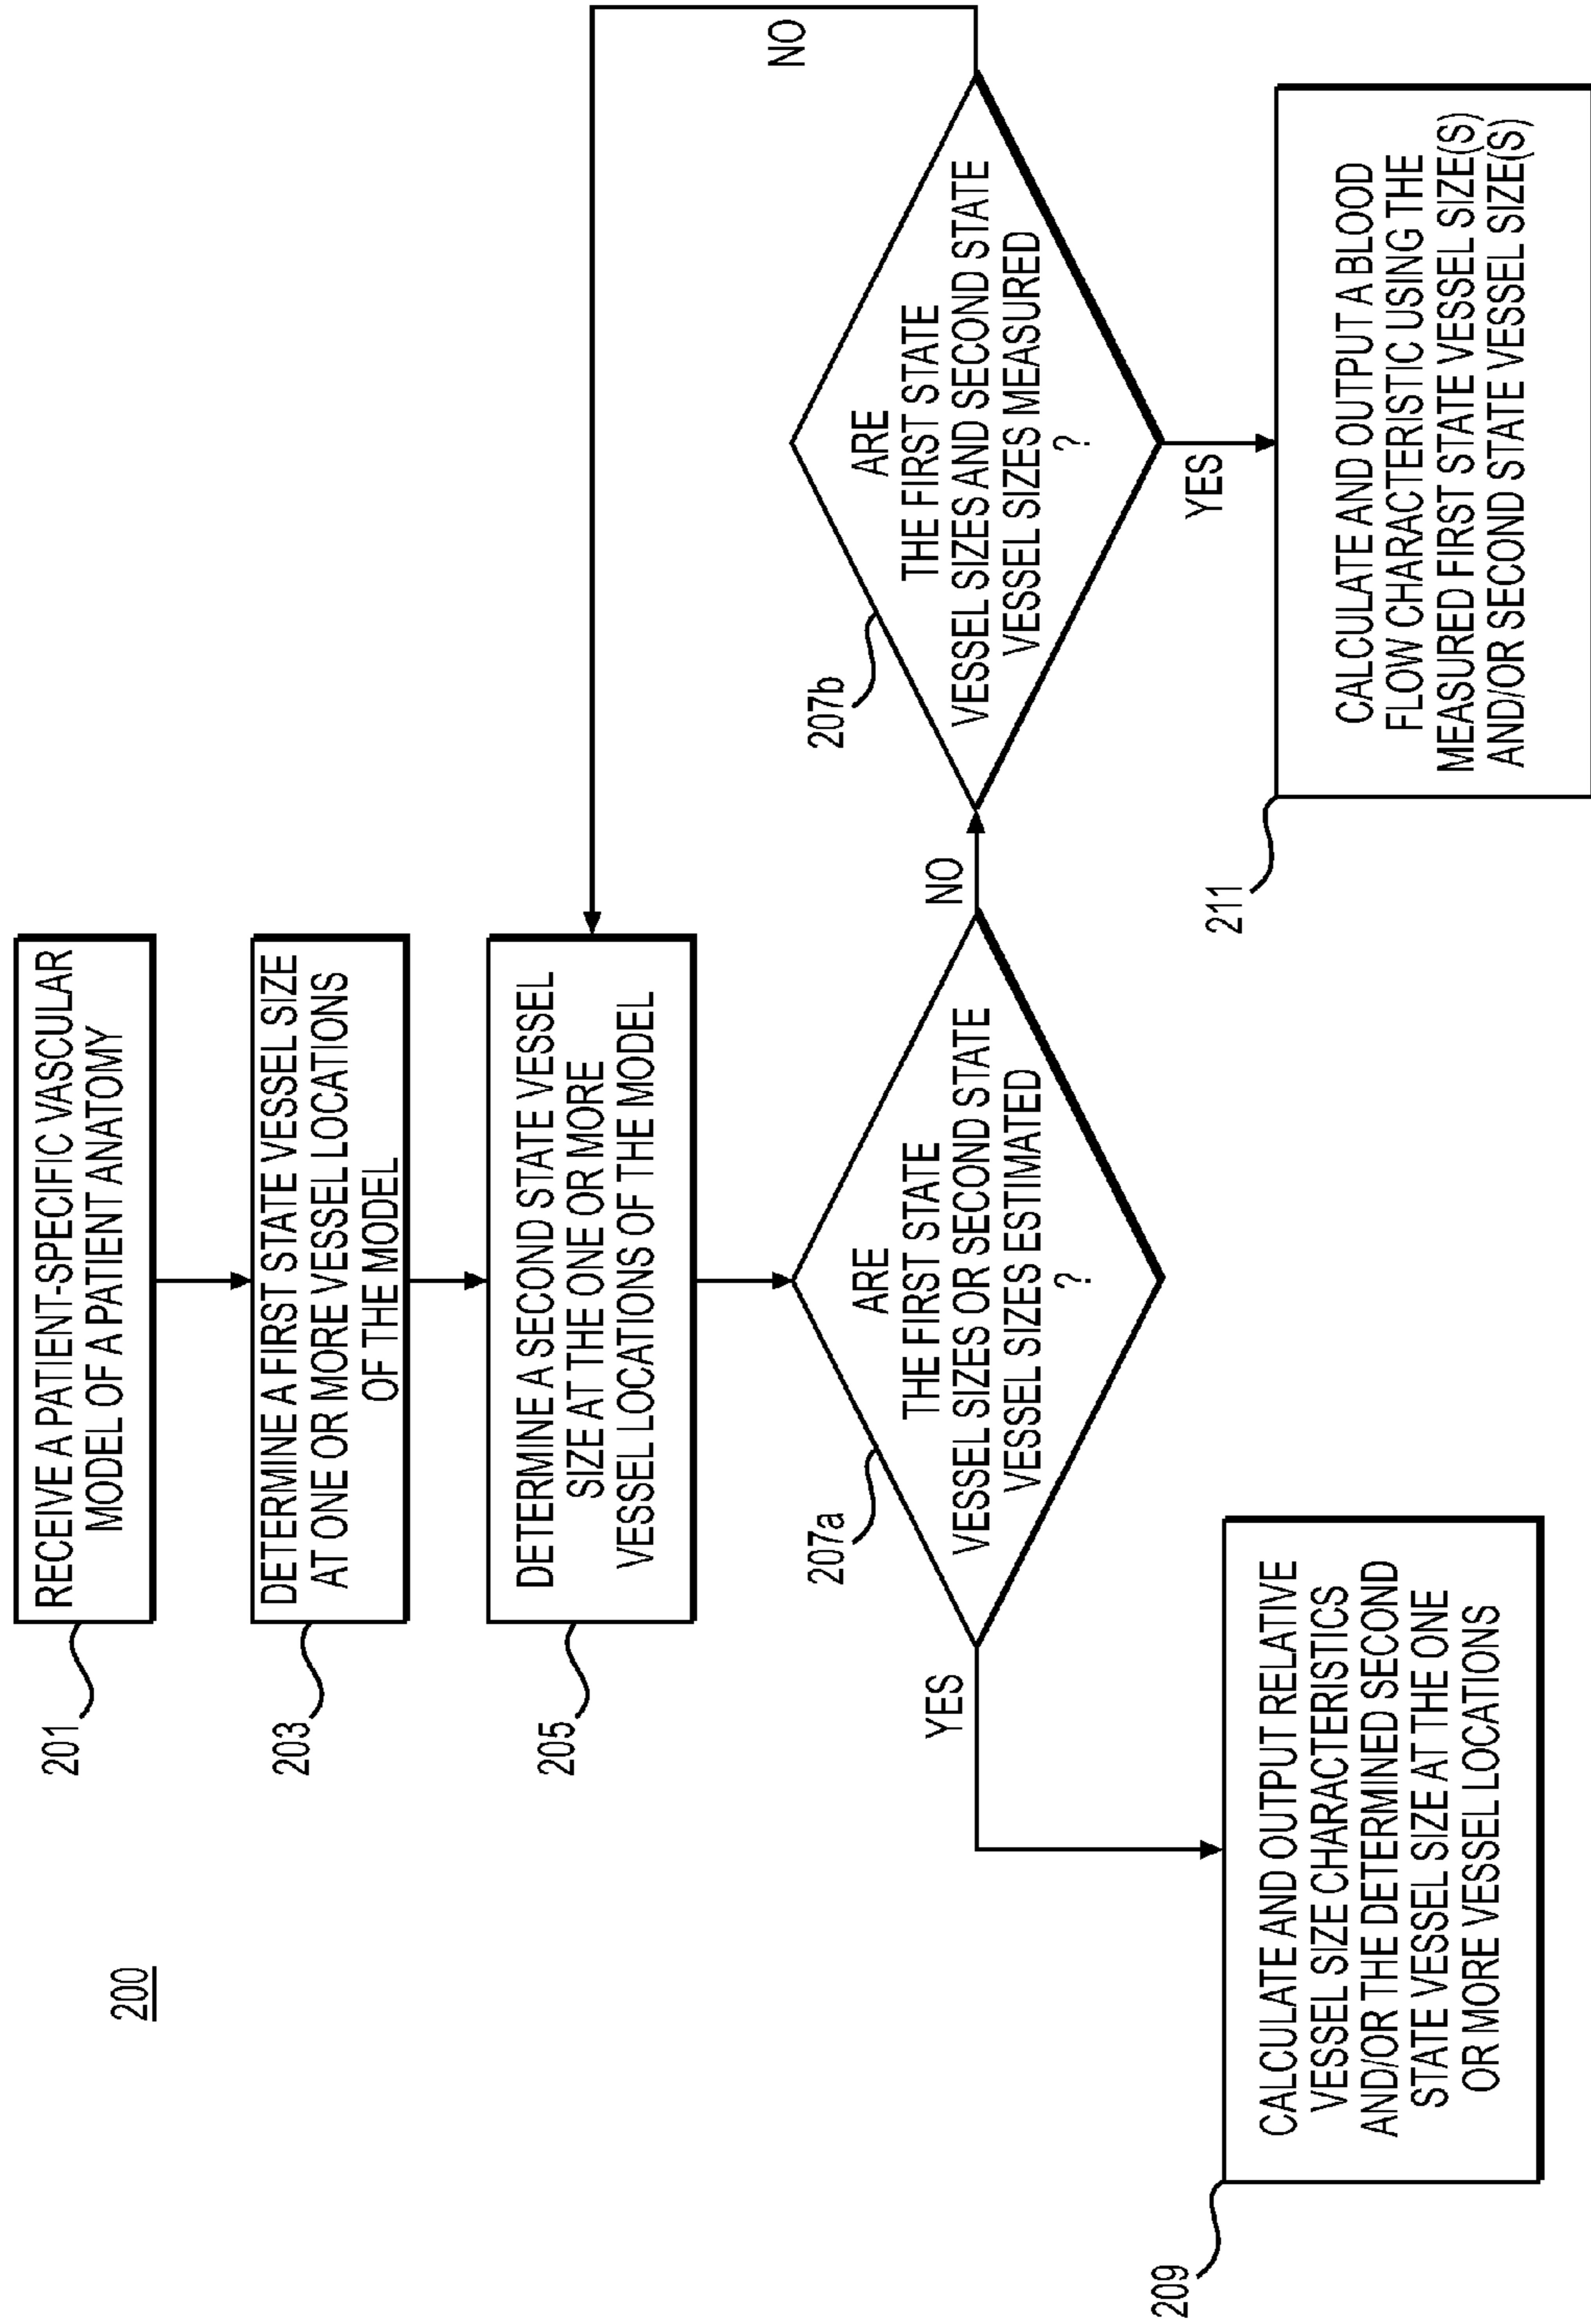 200
201
RECEIVE A PATIENT-SPECIFIC VASCULAR
MODEL OF A PATIENT ANATOMY
203
DETERMINE A FIRST STATE VESSEL SIZE
AT ONE OR MORE VESSEL LOCATIONS
OF THE MODEL
205
DETERMINE A SECOND STATE VESSEL
SIZE AT THE ONE OR MORE
VESSEL LOCATIONS OF THE MODEL
207a
ARE
THE FIRST STATE
VESSEL SIZES OR SECOND STATE
VESSEL SIZES ESTIMATED
?
YES
NO
207b
ARE
THE FIRST STATE
VESSEL SIZES AND SECOND STATE
VESSEL SIZES MEASURED
?
NO
YES
209
CALCULATE AND OUTPUT RELATIVE
VESSEL SIZE CHARACTERISTICS
AND/OR THE DETERMINED SECOND
STATE VESSEL SIZE AT THE ONE
OR MORE VESSEL LOCATIONS
211
CALCULATE AND OUTPUT A BLOOD
FLOW CHARACTERISTIC USING THE
MEASURED FIRST STATE VESSEL SIZE(S)
AND/OR SECOND STATE VESSEL SIZE(S)